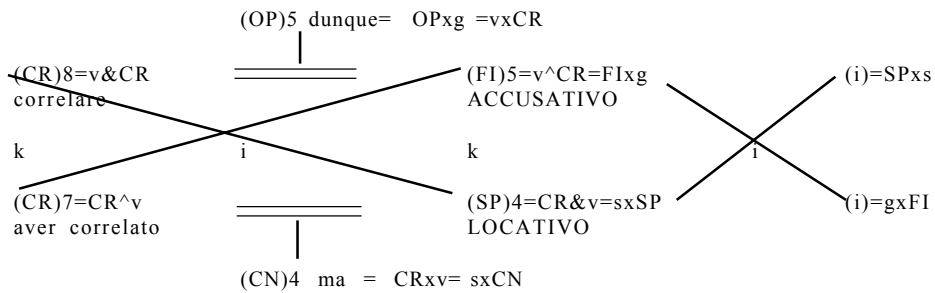 (OP)5 dunque= OPxg =vxCR
(CR)8=v&CR (FI)5=v^CR=FIxg (i)=SPxs
correlare ACCUSATIVO
k i k i
(CR)7=CR^v (SP)4=CR&v=sxSP (i)=gxFI
aver correlato LOCATIVO
(CN)4 ma = CRxv= sxCN